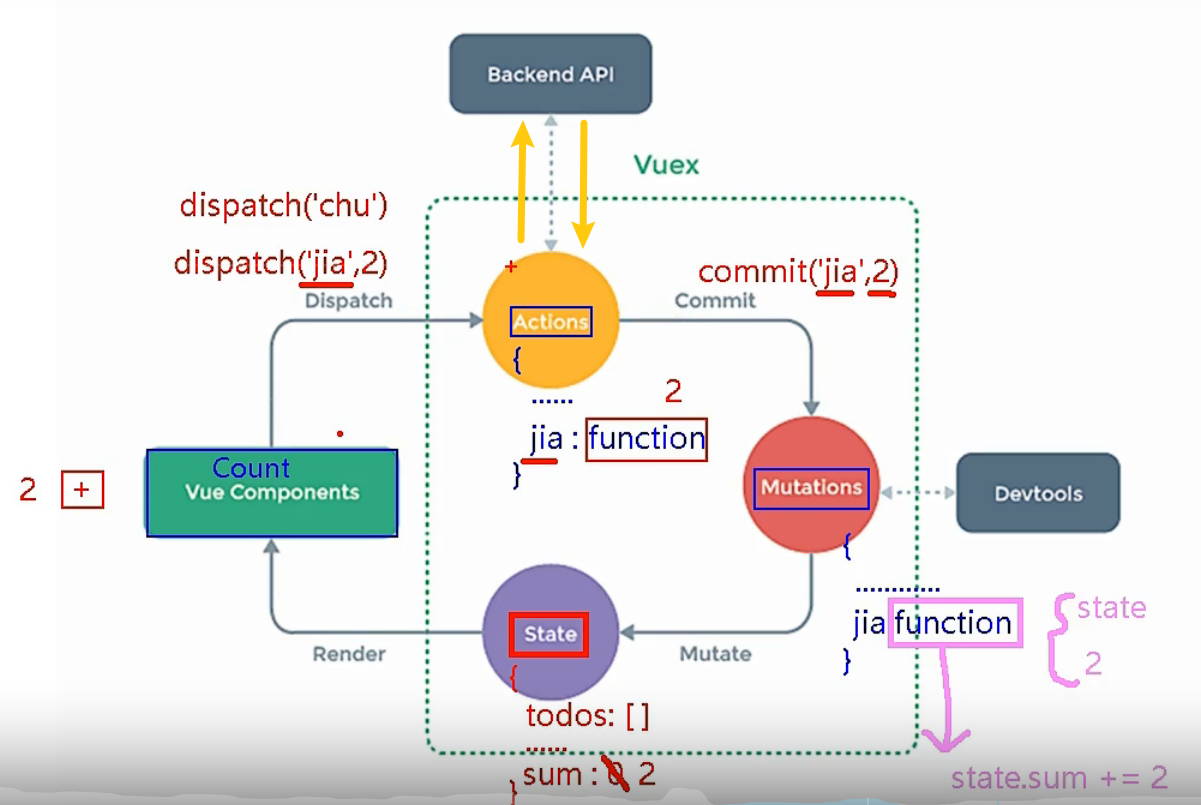 Backend API
Vuex
dispatch('chu')
dispatch('jia',2)
commit('jia',2)
Dispatch
Commit
Actions
{
......
2
jia : function
}
Count
Vue Components
2 +
Mutations
Devtools
{
............
jia function
}
state
2
State
Render
Mutate
{
todos: [ ]
......
sum : 0 2
}
state.sum += 2